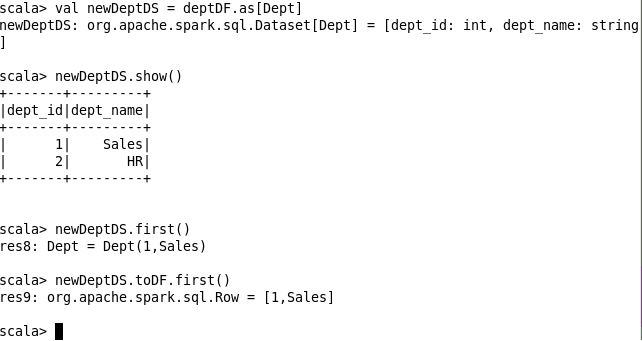 scala> val newDeptDS = deptDF.as[Dept]
newDeptDS: org.apache.spark.sql.Dataset[Dept] = [dept_id: int, dept_name: string
]
scala> newDeptDS.show()
+-------+---------+
|dept_id|dept_name|
+-------+---------+
|      1|    Sales|
|      2|       HR|
+-------+---------+
scala> newDeptDS.first()
res8: Dept = Dept(1,Sales)
scala> newDeptDS.toDF.first()
res9: org.apache.spark.sql.Row = [1,Sales]
scala>